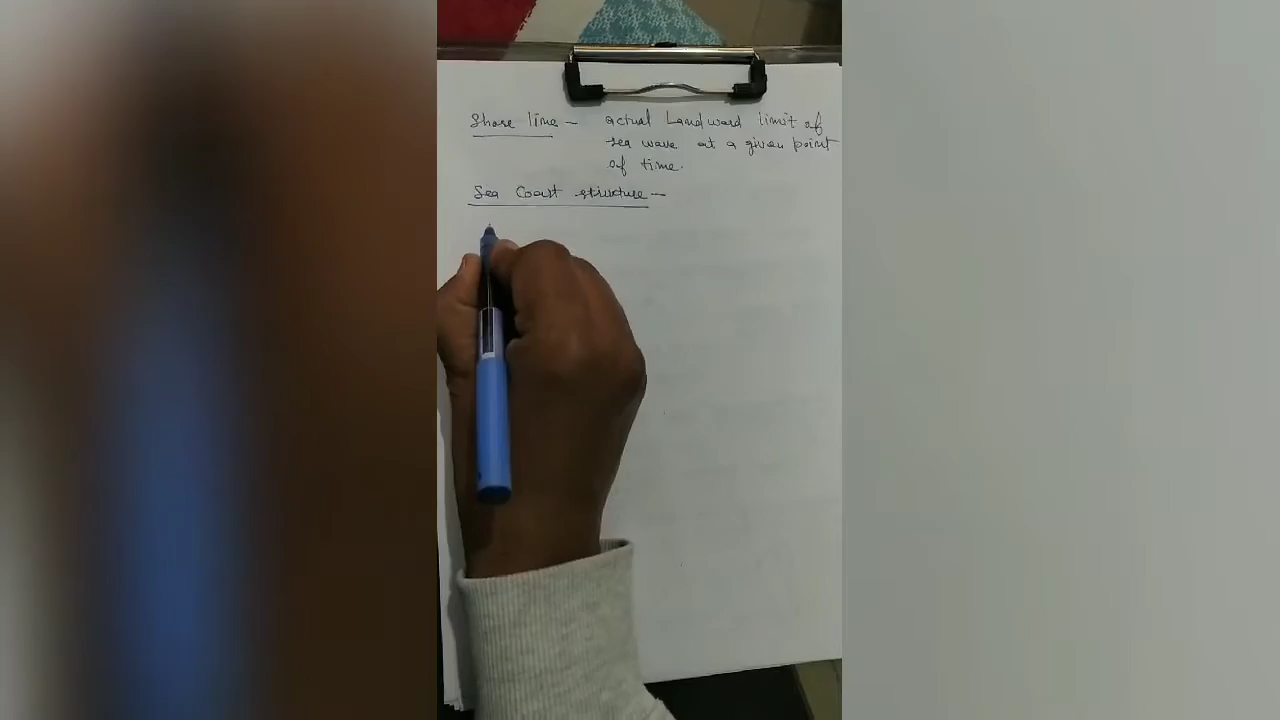 Shore line - actual Landward limit of
sea wave at a given point
of time.
Sea Coast structure -